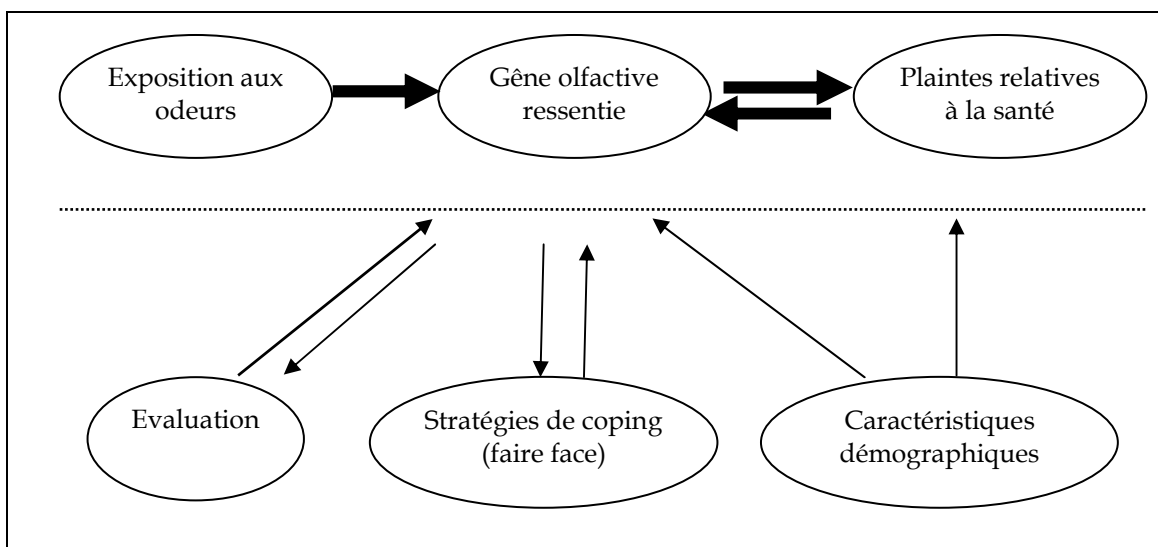 Exposition aux
odeurs
Gêne olfactive
ressentie
Plaintes relatives
à la santé
Evaluation
Stratégies de coping
(faire face)
Caractéristiques
démographiques